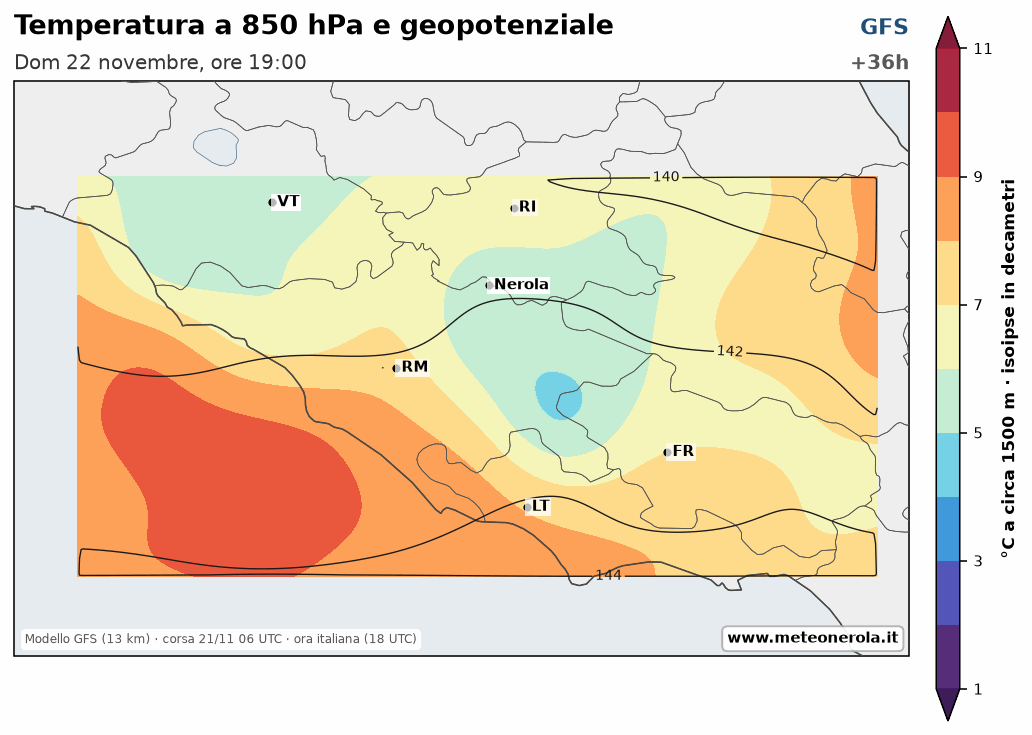 Temperatura a 850 hPa e geopotenziale
GFS
Dom 22 novembre, ore 19:00
+36h
140
VT
RI
Nerola
142
RM
FR
LT
144
Modello GFS (13 km) · corsa 21/11 06 UTC · ora italiana (18 UTC)
www.meteonerola.it
11
9
7
5
3
1
°C a circa 1500 m · isoipse in decametri